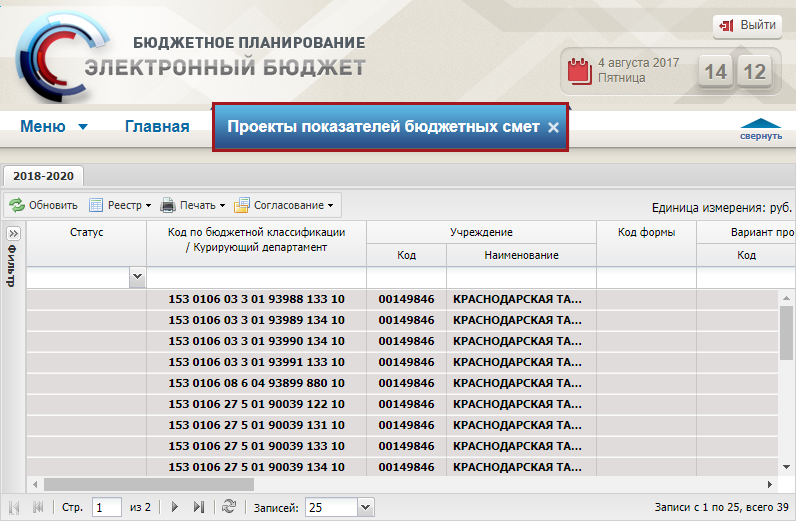 Выйти
БЮДЖЕТНОЕ ПЛАНИРОВАНИЕ
ЭЛЕКТРОННЫЙ БЮДЖЕТ
4 августа 2017
Пятница
14 12
Меню Главная Проекты показателей бюджетных смет
свернуть
2018-2020
Обновить Реестр Печать Согласование
Единица измерения: руб.
Фильтр
Статус Код по бюджетной классификации / Курирующий департамент Учреждение Код формы Вариант про
Код Наименование Код
153 0106 03 3 01 93988 133 10 00149846 КРАСНОДАРСКАЯ ТА...
153 0106 03 3 01 93989 134 10 00149846 КРАСНОДАРСКАЯ ТА...
153 0106 03 3 01 93990 134 10 00149846 КРАСНОДАРСКАЯ ТА...
153 0106 03 3 01 93991 133 10 00149846 КРАСНОДАРСКАЯ ТА...
153 0106 08 6 04 93899 880 10 00149846 КРАСНОДАРСКАЯ ТА...
153 0106 27 5 01 90039 122 10 00149846 КРАСНОДАРСКАЯ ТА...
153 0106 27 5 01 90039 131 10 00149846 КРАСНОДАРСКАЯ ТА...
153 0106 27 5 01 90039 133 10 00149846 КРАСНОДАРСКАЯ ТА...
153 0106 27 5 01 90039 134 10 00149846 КРАСНОДАРСКАЯ ТА...
Стр. 1 из 2 Записей: 25 Записи с 1 по 25, всего 39